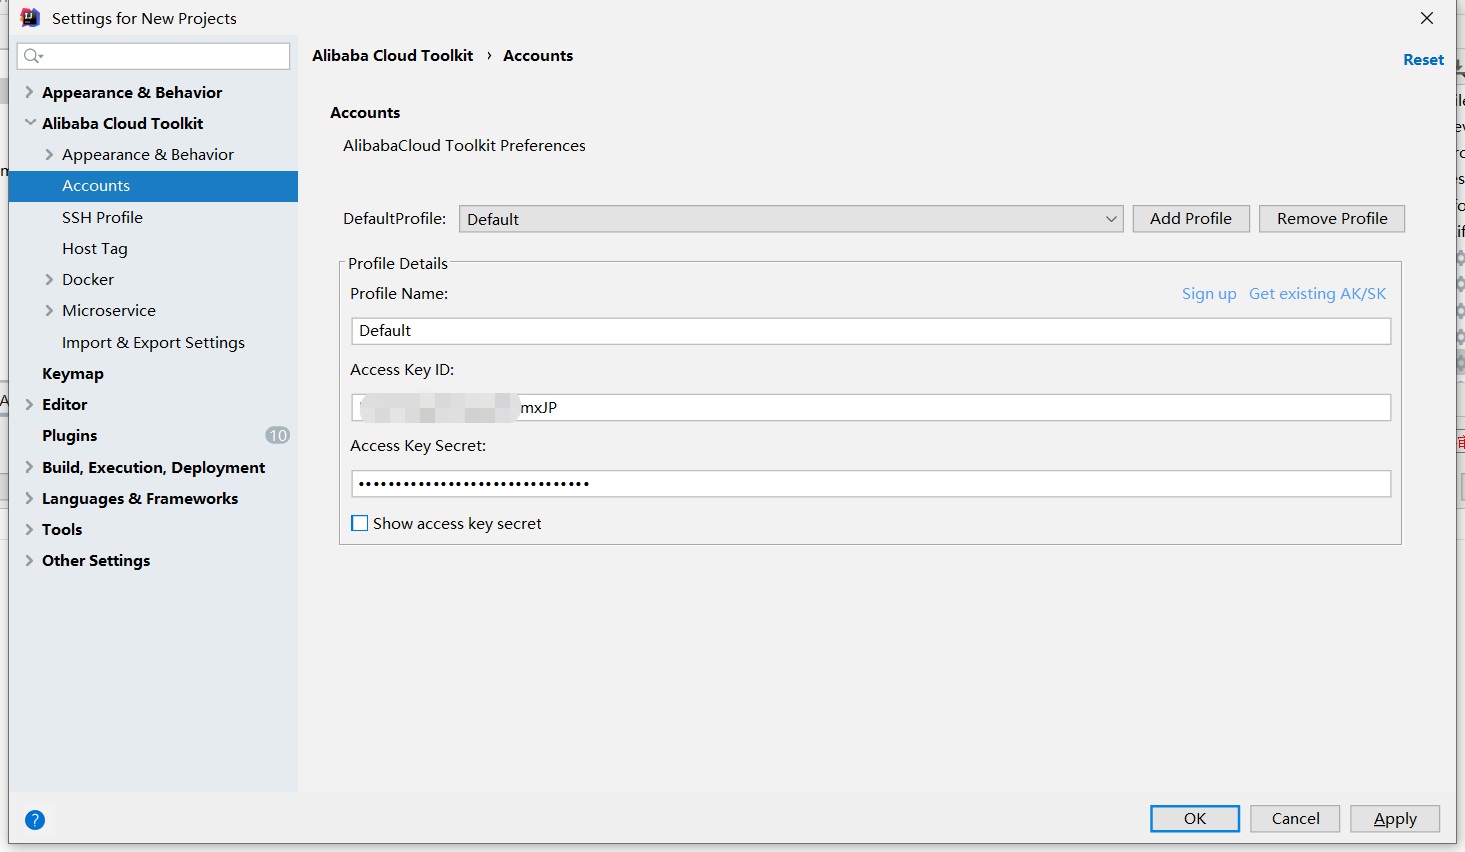 Settings for New Projects
Alibaba Cloud Toolkit › Accounts
Reset
Appearance & Behavior
Alibaba Cloud Toolkit
Appearance & Behavior
Accounts
SSH Profile
Host Tag
Docker
Microservice
Import & Export Settings
Keymap
Editor
Plugins 10
Build, Execution, Deployment
Languages & Frameworks
Tools
Other Settings
Accounts
AlibabaCloud Toolkit Preferences
DefaultProfile: Default Add Profile Remove Profile
Profile Details
Profile Name: Sign up Get existing AK/SK
Default
Access Key ID:
mxJP
Access Key Secret:
•••••••••••••••••••••••••••••••
Show access key secret
? OK Cancel Apply